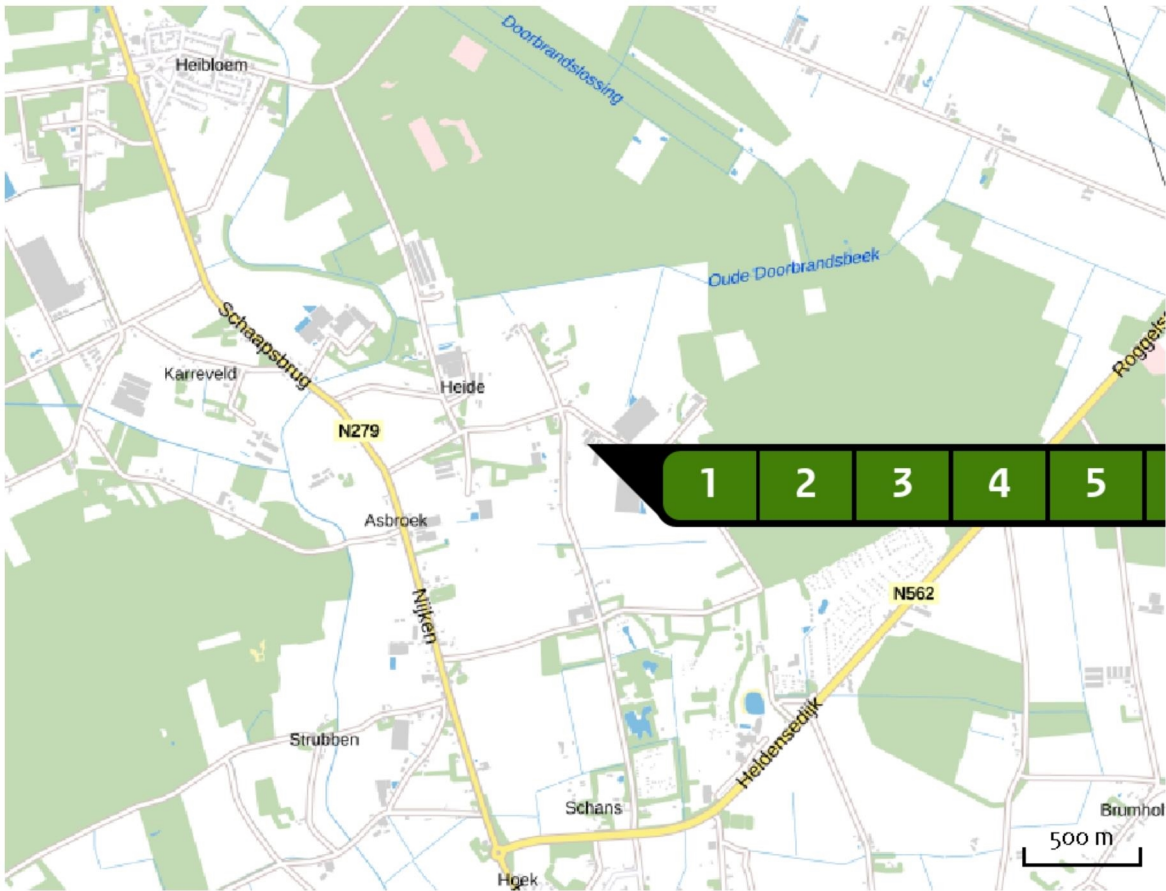 Doorbrandslossing
Heibloem
Oude Doorbrandsbeek
Schaapsbrug
Karreveld
Heide
N279
1 2 3 4 5
Asbroek
N562
Nijken
Strubben
Heldensedijk
Schans
500 m
Hoek